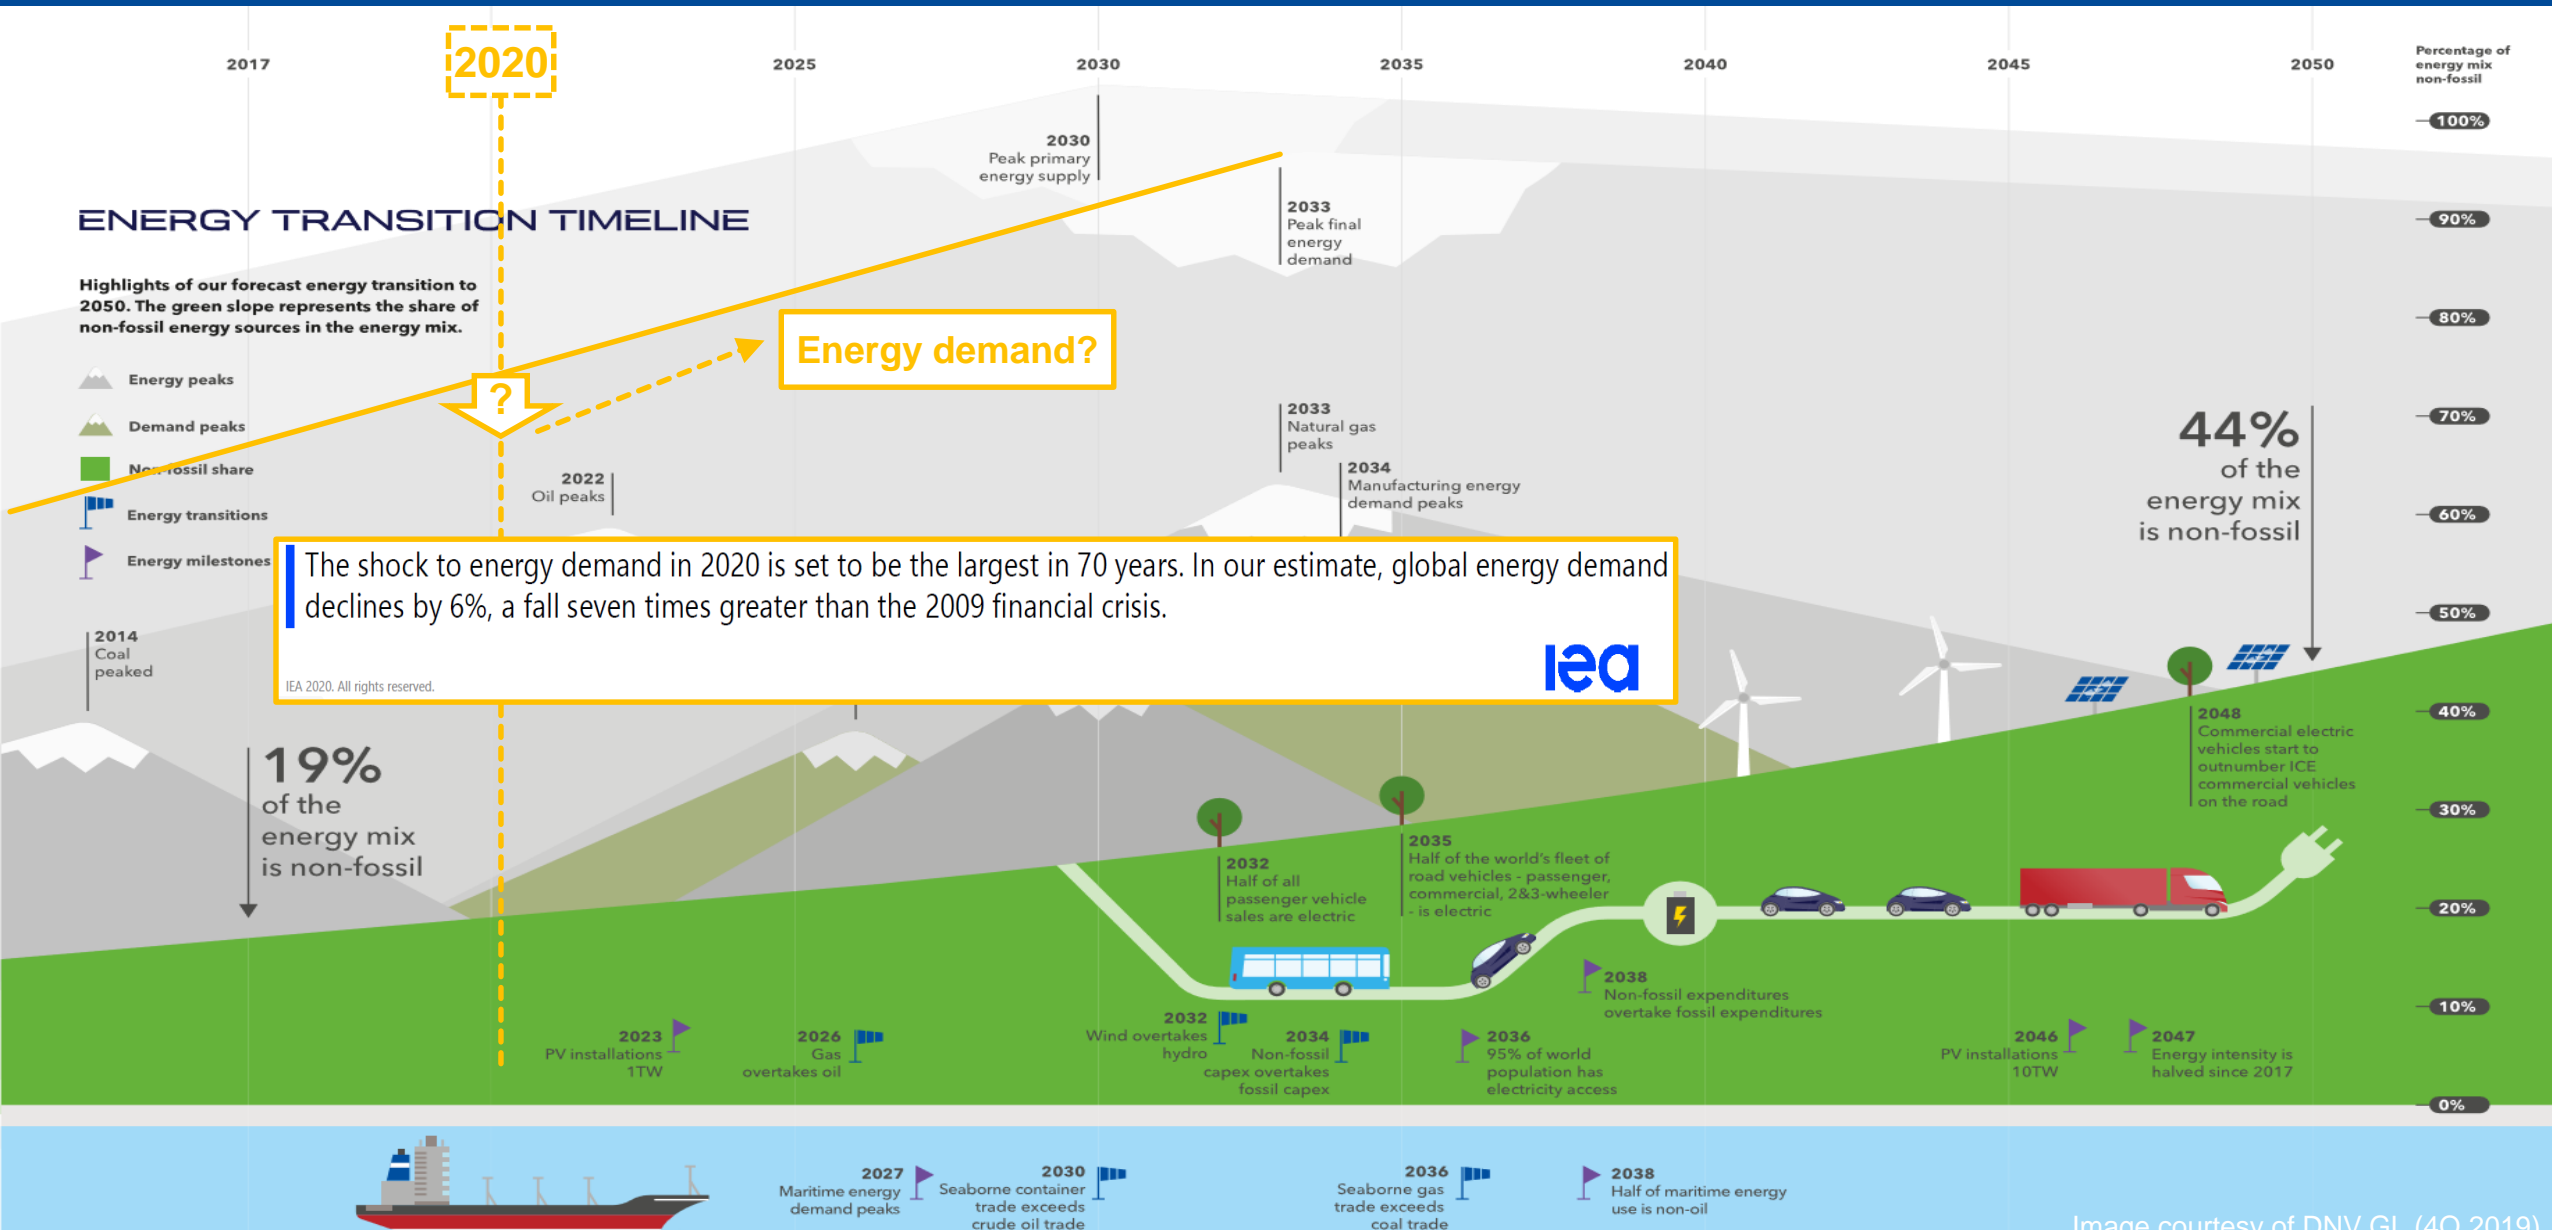 2017
2020
2025
2030
2035
2040
2045
2050
Percentage of
energy mix
non-fossil
100%
90%
80%
70%
60%
50%
40%
30%
20%
10%
0%
ENERGY TRANSITION TIMELINE
Highlights of our forecast energy transition to
2050. The green slope represents the share of
non-fossil energy sources in the energy mix.
Energy peaks
Demand peaks
Non-fossil share
Energy transitions
Energy milestones
2030
Peak primary
energy supply
2033
Peak final
energy
demand
Energy demand?
?
2022
Oil peaks
2033
Natural gas
peaks
2034
Manufacturing energy
demand peaks
44%
of the
energy mix
is non-fossil
The shock to energy demand in 2020 is set to be the largest in 70 years. In our estimate, global energy demand
declines by 6%, a fall seven times greater than the 2009 financial crisis.
IEA 2020. All rights reserved.
iea
2014
Coal
peaked
19%
of the
energy mix
is non-fossil
2048
Commercial electric
vehicles start to
outnumber ICE
commercial vehicles
on the road
2032
Half of all
passenger vehicle
sales are electric
2035
Half of the world's fleet of
road vehicles - passenger,
commercial, 2&3-wheeler
- is electric
2038
Non-fossil expenditures
overtake fossil expenditures
2023
PV installations
1TW
2026
Gas
overtakes oil
2032
Wind overtakes
hydro
2034
Non-fossil
capex overtakes
fossil capex
2036
95% of world
population has
electricity access
2046
PV installations
10TW
2047
Energy intensity is
halved since 2017
2027
Maritime energy
demand peaks
2030
Seaborne container
trade exceeds
crude oil trade
2036
Seaborne gas
trade exceeds
coal trade
2038
Half of maritime energy
use is non-oil
Image courtesy of DNV GL (4Q 2019)